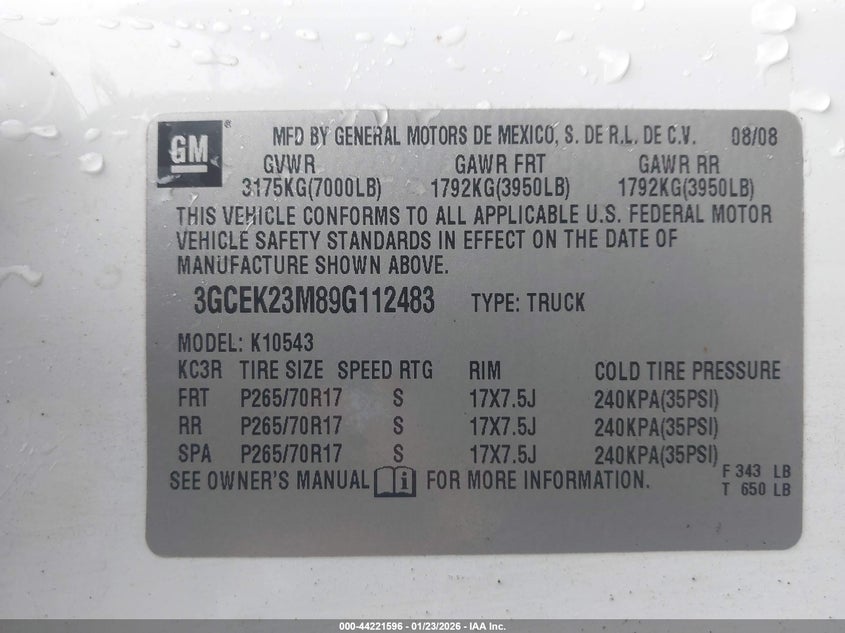 GM
MFD BY GENERAL MOTORS DE MEXICO, S. DE R.L. DE C.V. 08/08
GVWR GAWR FRT GAWR RR
3175KG(7000LB) 1792KG(3950LB) 1792KG(3950LB)
THIS VEHICLE CONFORMS TO ALL APPLICABLE U.S. FEDERAL MOTOR
VEHICLE SAFETY STANDARDS IN EFFECT ON THE DATE OF
MANUFACTURE SHOWN ABOVE.
3GCEK23M89G112483 TYPE: TRUCK
MODEL: K10543
KC3R TIRE SIZE SPEED RTG RIM COLD TIRE PRESSURE
FRT P265/70R17 S 17X7.5J 240KPA(35PSI)
RR P265/70R17 S 17X7.5J 240KPA(35PSI)
SPA P265/70R17 S 17X7.5J 240KPA(35PSI)
SEE OWNER'S MANUAL FOR MORE INFORMATION.
F 343 LB
T 650 LB
000-44221596 - 01/23/2026 - IAA Inc.